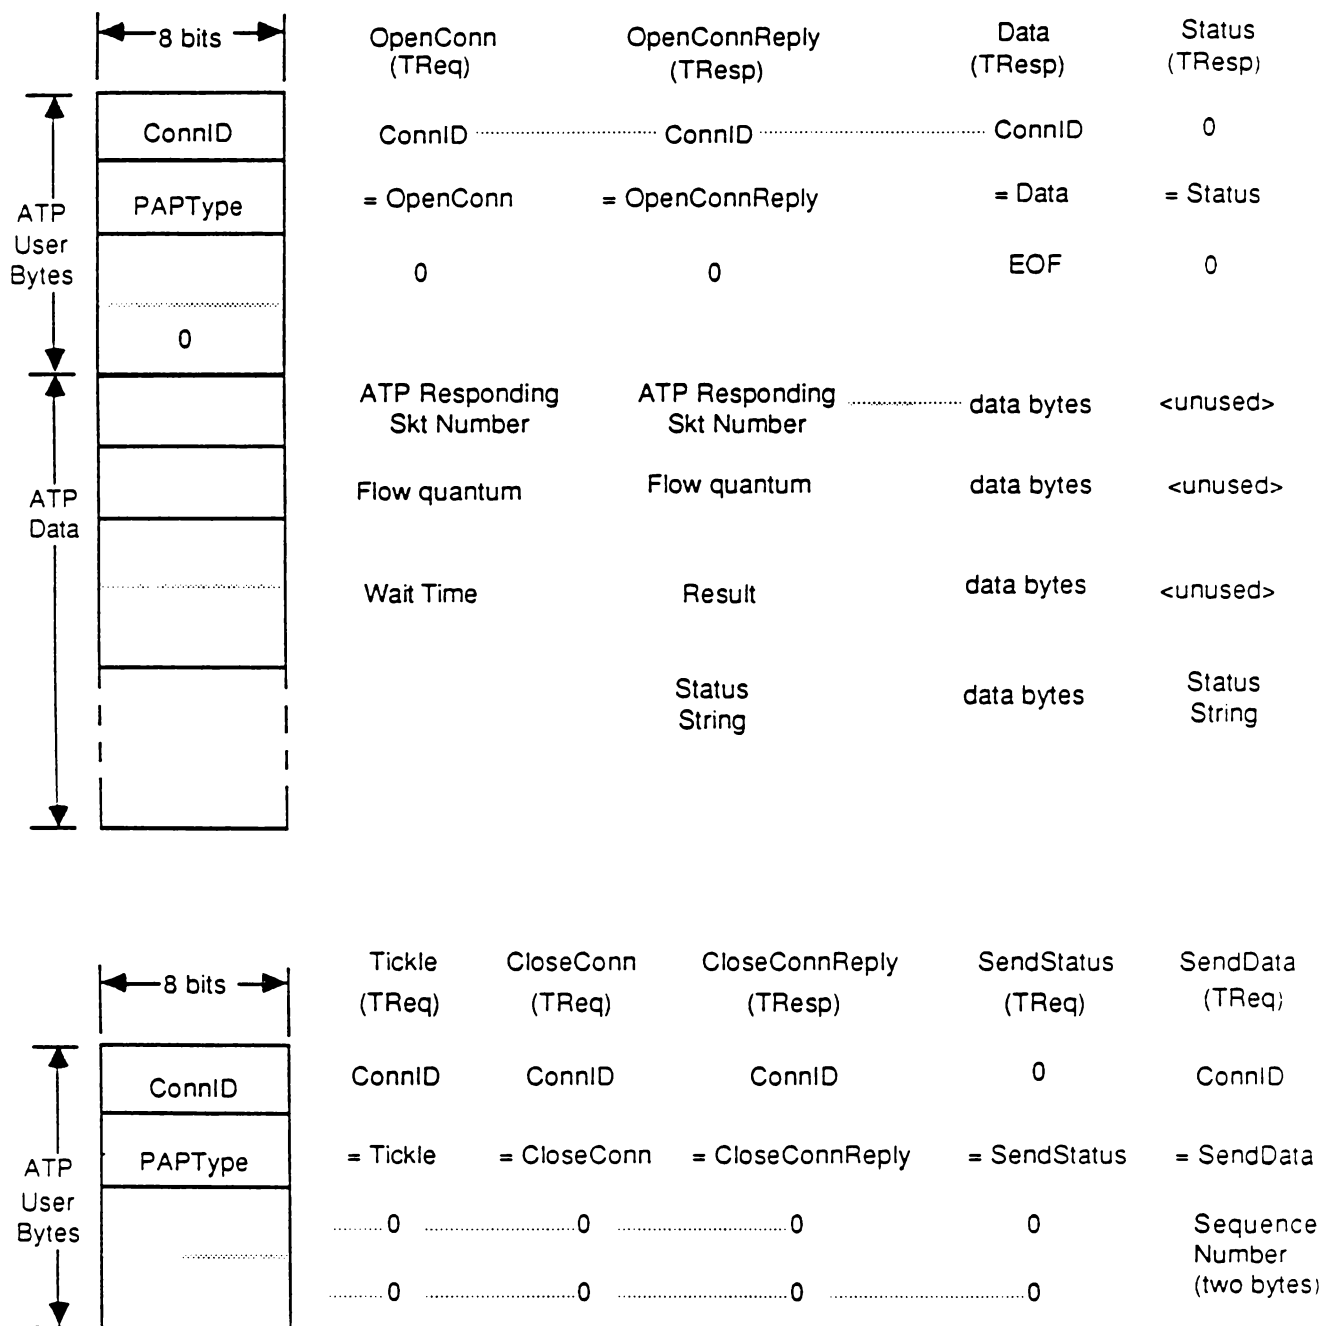 8 bits
OpenConn
(TReq)
OpenConnReply
(TResp)
Data
(TResp)
Status
(TResp)
ConnID
ConnID
ConnID
ConnID
0
ATP
User
Bytes
PAPType
= OpenConn
= OpenConnReply
= Data
= Status
0
0
EOF
0
0
ATP
Data
ATP Responding
Skt Number
ATP Responding
Skt Number
data bytes
<unused>
Flow quantum
Flow quantum
data bytes
<unused>
Wait Time
Result
data bytes
<unused>
Status
String
data bytes
Status
String
8 bits
Tickle
(TReq)
CloseConn
(TReq)
CloseConnReply
(TResp)
SendStatus
(TReq)
SendData
(TReq)
ConnID
ConnID
ConnID
ConnID
0
ConnID
ATP
User
Bytes
PAPType
= Tickle
= CloseConn
= CloseConnReply
= SendStatus
= SendData
0
0
0
0
Sequence
Number
(two bytes)
0
0
0
0